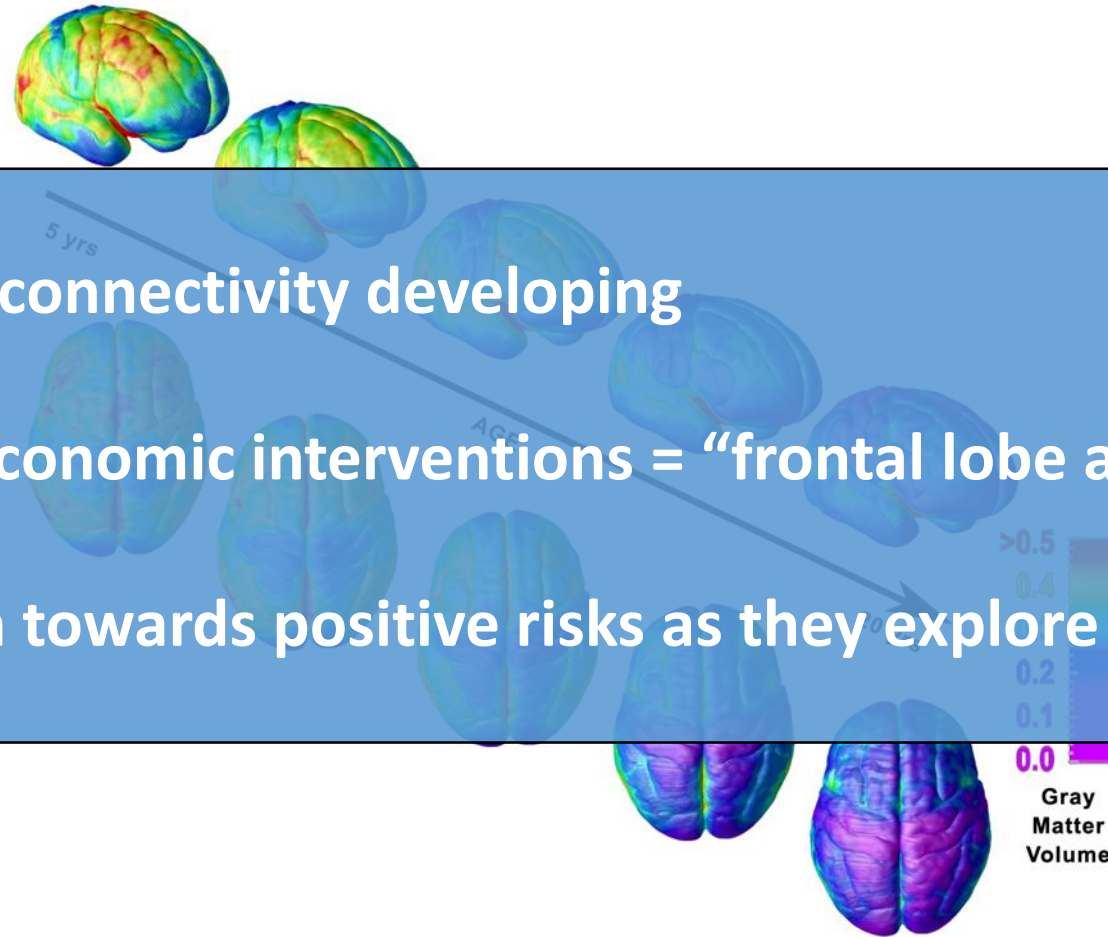 5 yrs
connectivity developing
AGE
conomic interventions = “frontal lobe a
towards positive risks as they explore
>0.5
0.4
0.2
0.1
0.0
Gray
Matter
Volume